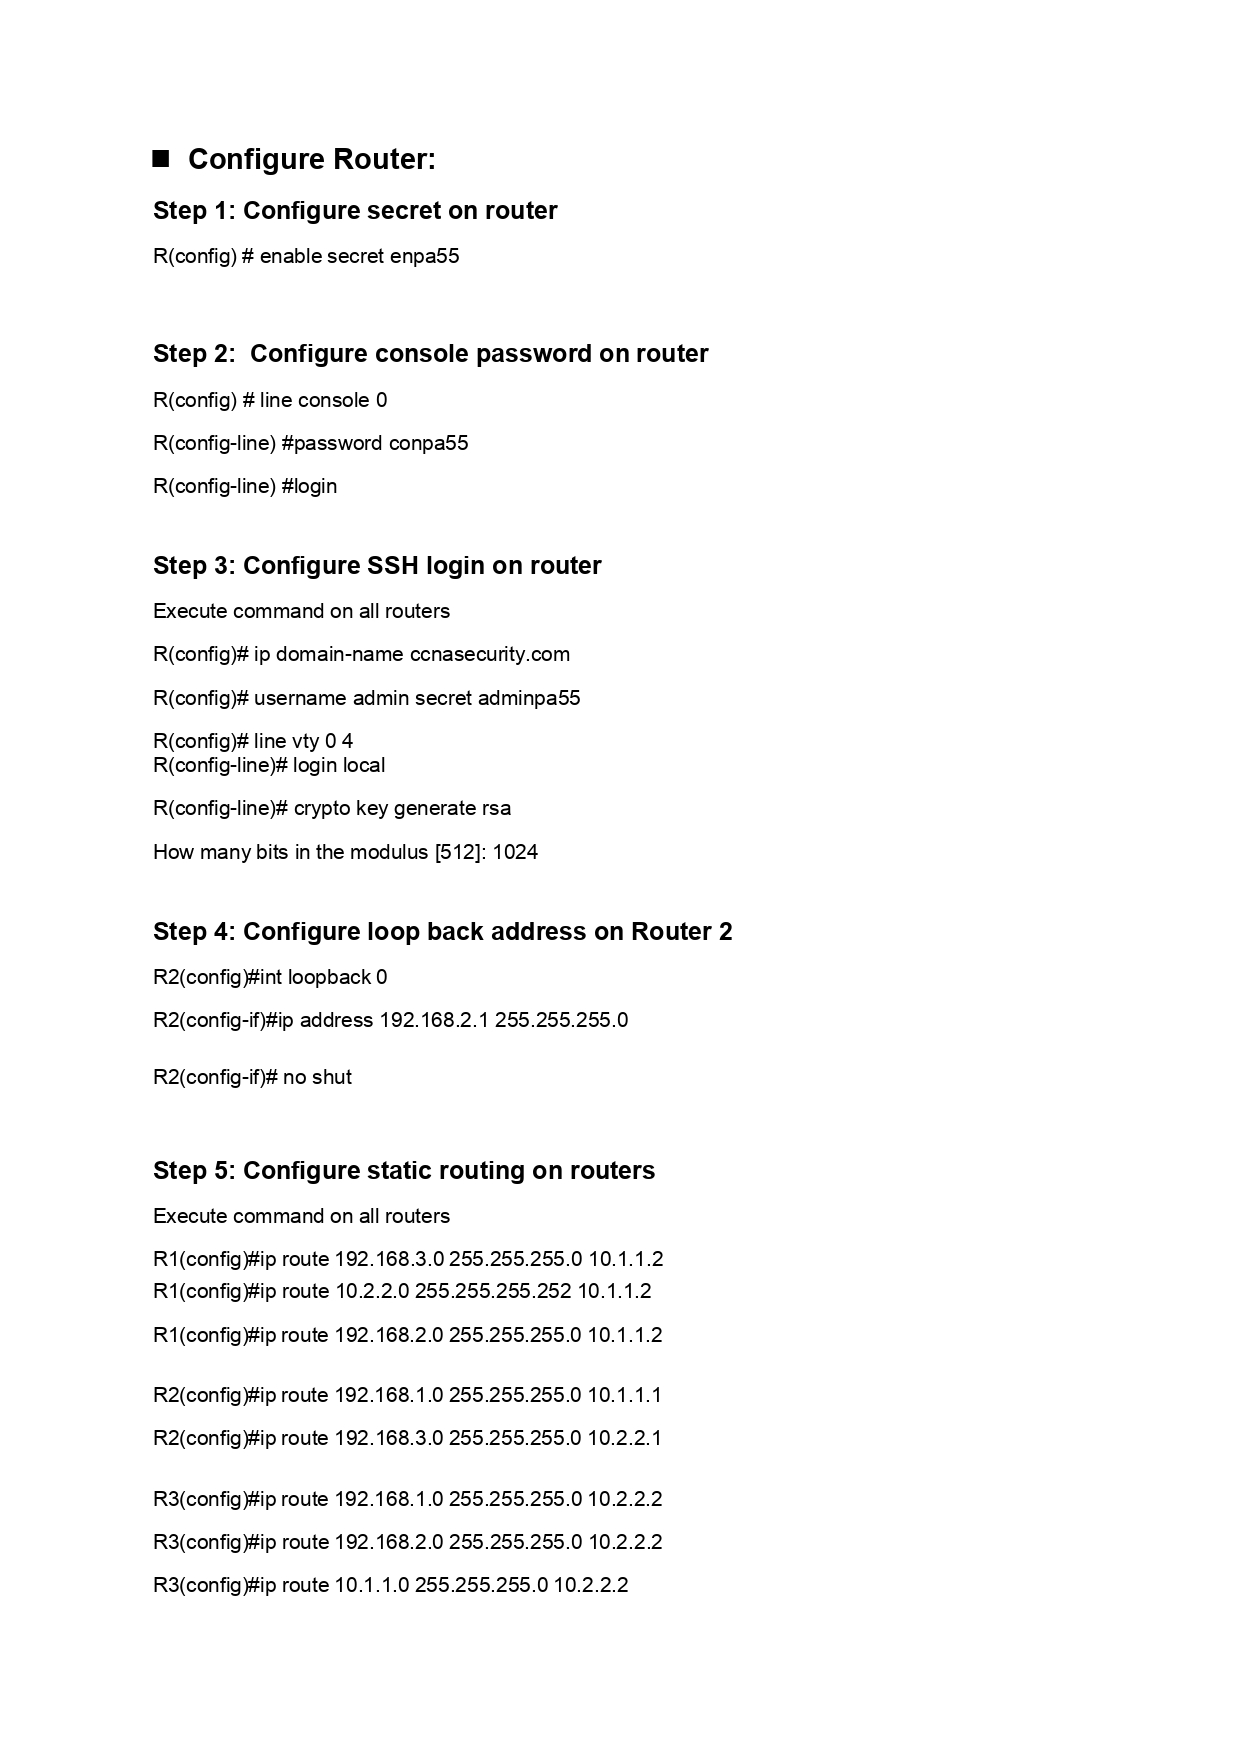 ■ Configure Router:
Step 1: Configure secret on router
R(config) # enable secret enpa55
Step 2:  Configure console password on router
R(config) # line console 0
R(config-line) #password conpa55
R(config-line) #login
Step 3: Configure SSH login on router
Execute command on all routers
R(config)# ip domain-name ccnasecurity.com
R(config)# username admin secret adminpa55
R(config)# line vty 0 4
R(config-line)# login local
R(config-line)# crypto key generate rsa
How many bits in the modulus [512]: 1024
Step 4: Configure loop back address on Router 2
R2(config)#int loopback 0
R2(config-if)#ip address 192.168.2.1 255.255.255.0
R2(config-if)# no shut
Step 5: Configure static routing on routers
Execute command on all routers
R1(config)#ip route 192.168.3.0 255.255.255.0 10.1.1.2
R1(config)#ip route 10.2.2.0 255.255.255.252 10.1.1.2
R1(config)#ip route 192.168.2.0 255.255.255.0 10.1.1.2
R2(config)#ip route 192.168.1.0 255.255.255.0 10.1.1.1
R2(config)#ip route 192.168.3.0 255.255.255.0 10.2.2.1
R3(config)#ip route 192.168.1.0 255.255.255.0 10.2.2.2
R3(config)#ip route 192.168.2.0 255.255.255.0 10.2.2.2
R3(config)#ip route 10.1.1.0 255.255.255.0 10.2.2.2